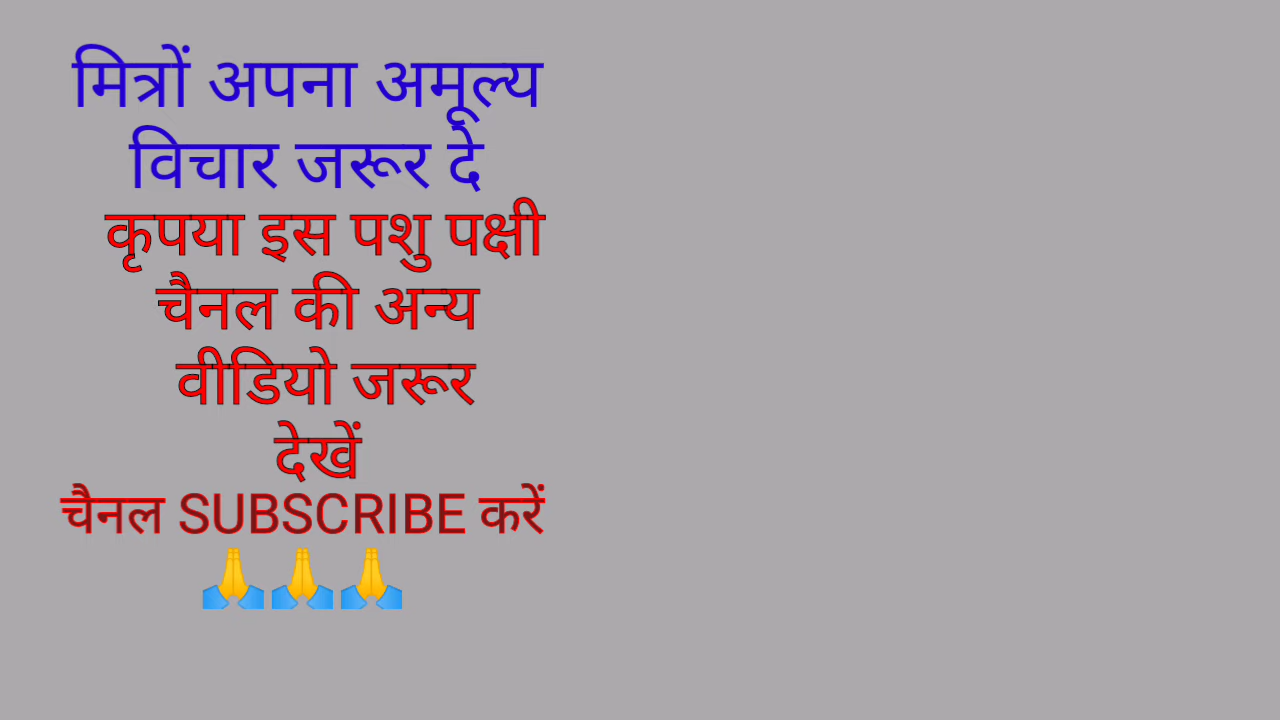 मित्रों अपना अमूल्य
विचार जरूर दे
कृपया इस पशु पक्षी
चैनल की अन्य
वीडियो जरूर
देखें
चैनल SUBSCRIBE करें
🙏🙏🙏